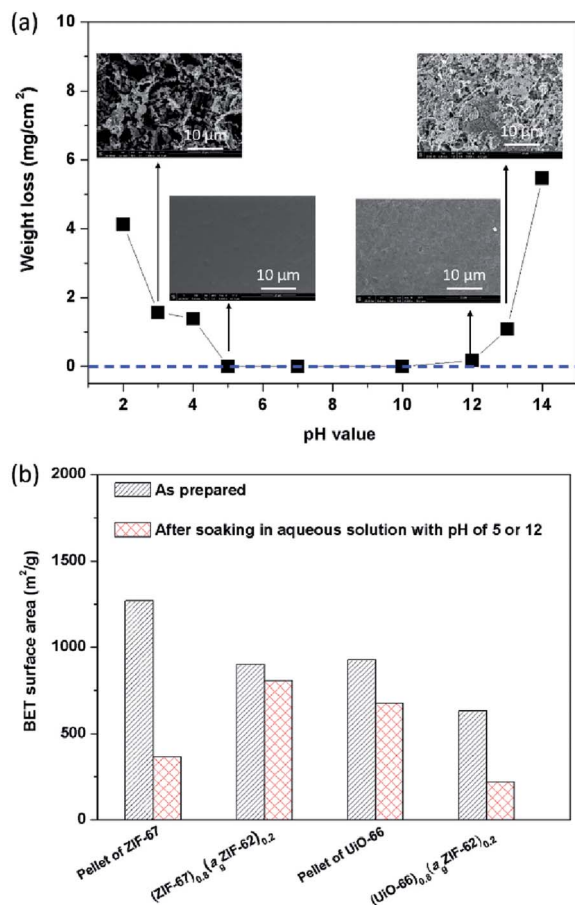 (a)
10
8
6
4
2
0
Weight loss (mg/cm²)
10 µm
10 µm
10 µm
10 µm
2 4 6 8 10 12 14
pH value
(b)
2000
1500
1000
500
0
BET surface area (m²/g)
As prepared
After soaking in aqueous solution with pH of 5 or 12
Pellet of ZIF-67
(ZIF-67)0.8(agZIF-62)0.2
Pellet of UiO-66
(UiO-66)0.8(agZIF-62)0.2